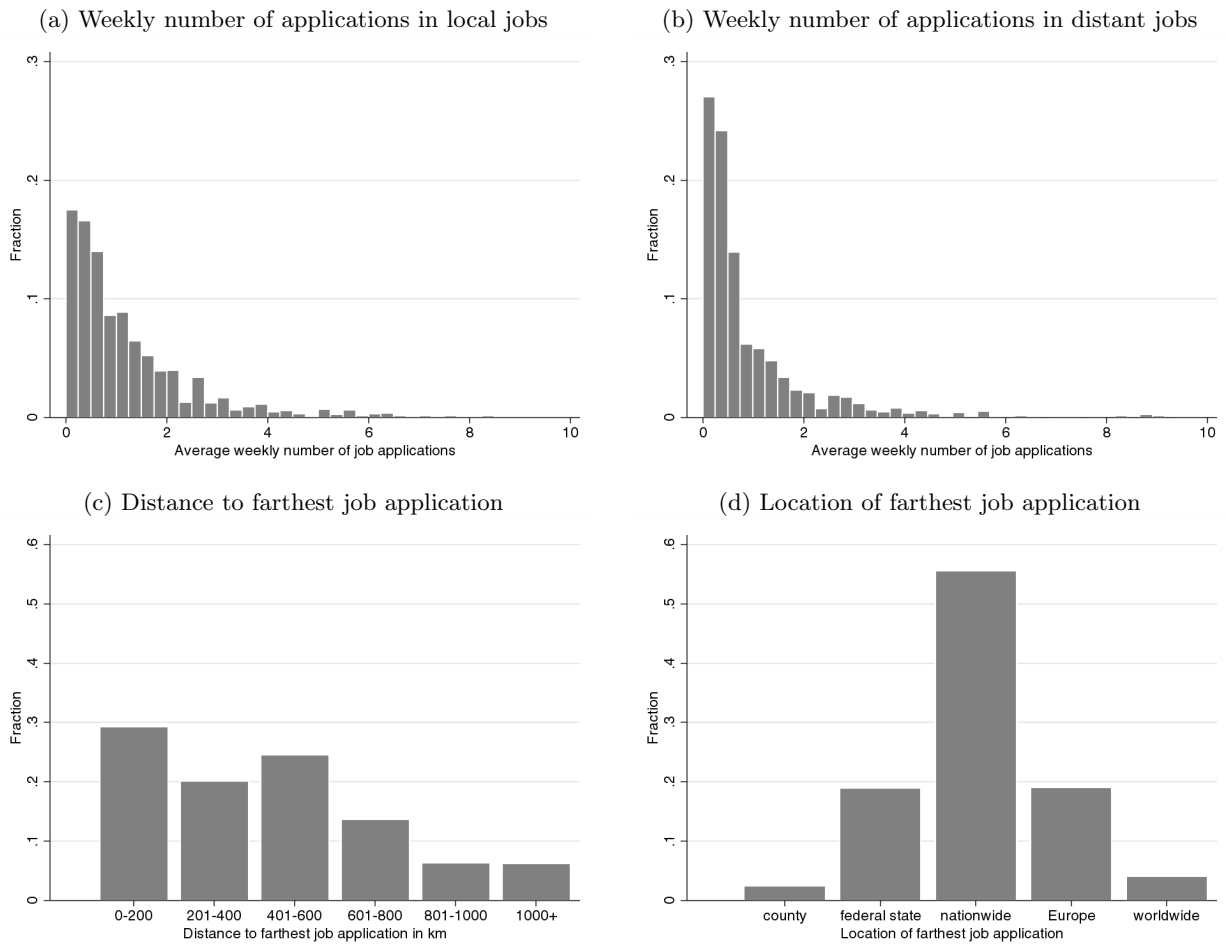 (a) Weekly number of applications in local jobs
(b) Weekly number of applications in distant jobs
.3
.2
.1
0
Fraction
0 2 4 6 8 10
Average weekly number of job applications
.3
.2
.1
0
Fraction
0 2 4 6 8 10
Average weekly number of job applications
(c) Distance to farthest job application
(d) Location of farthest job application
.6
.5
.4
.3
.2
.1
0
Fraction
0-200 201-400 401-600 601-800 801-1000 1000+
Distance to farthest job application in km
.6
.5
.4
.3
.2
.1
0
Fraction
county federal state nationwide Europe worldwide
Location of farthest job application